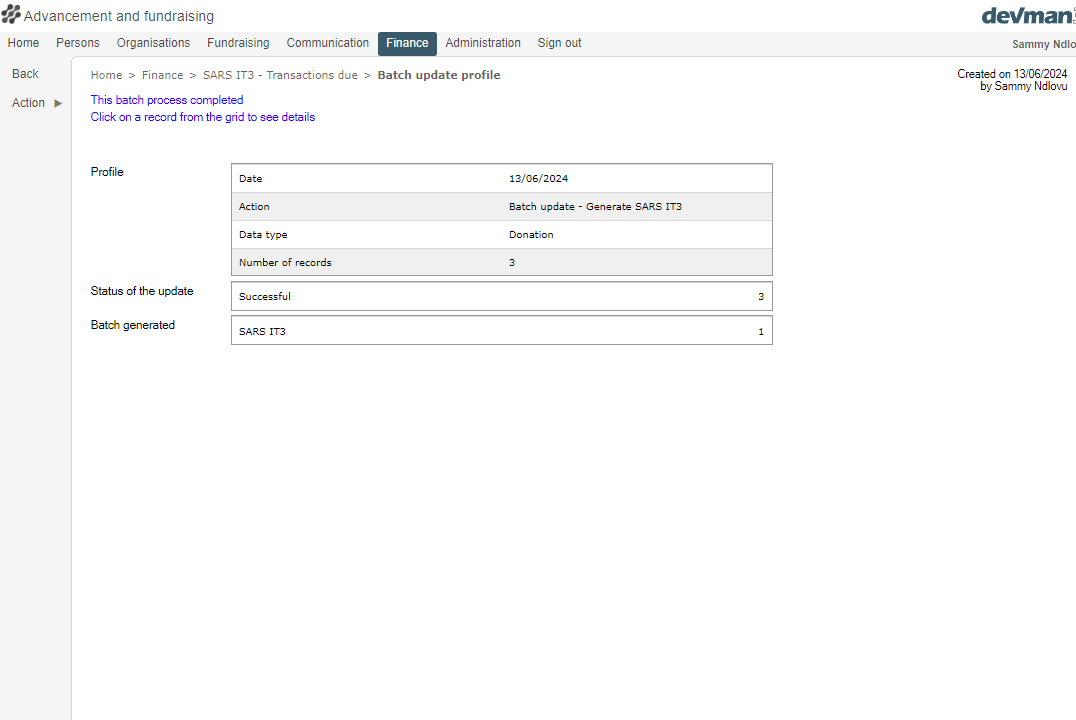 Advancement and fundraising
devman
Home Persons Organisations Fundraising Communication Finance Administration Sign out
Sammy Ndlo
Back
Action
Home > Finance > SARS IT3 - Transactions due > Batch update profile
Created on 13/06/2024
by Sammy Ndlovu
This batch process completed
Click on a record from the grid to see details
Profile
Date 13/06/2024
Action Batch update - Generate SARS IT3
Data type Donation
Number of records 3
Status of the update
Successful 3
Batch generated
SARS IT3 1